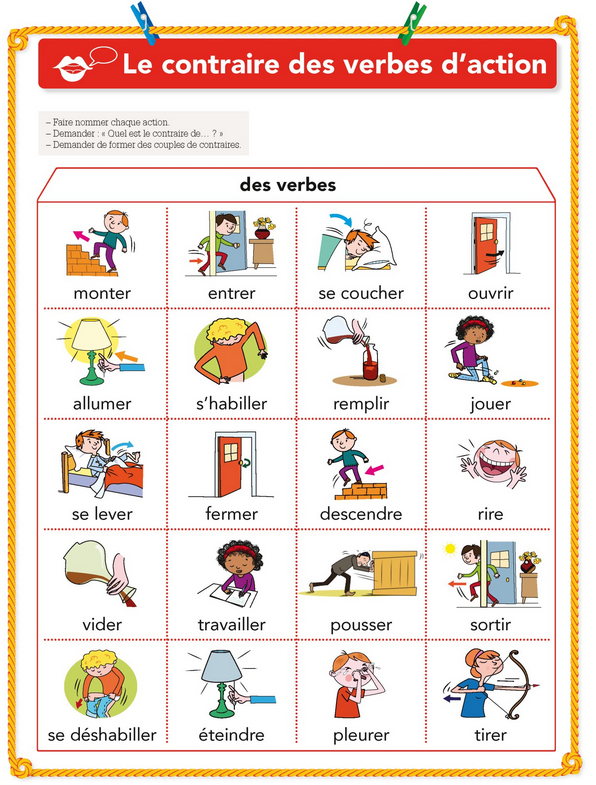 Le contraire des verbes d'action
– Faire nommer chaque action.
– Demander : « Quel est le contraire de... ? »
– Demander de former des couples de contraires.
des verbes
monter
entrer
se coucher
ouvrir
allumer
s'habiller
remplir
jouer
se lever
fermer
descendre
rire
vider
travailler
pousser
sortir
se déshabiller
éteindre
pleurer
tirer